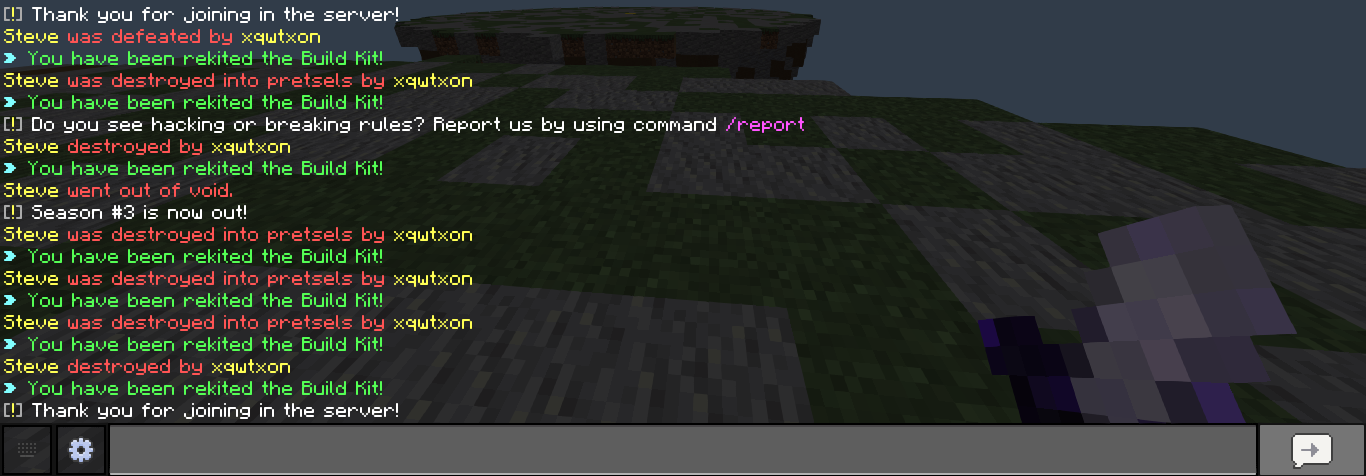 [!] Thank you for joining in the server!
Steve was defeated by xqwtxon
» You have been rekited the Build Kit!
Steve was destroyed into pretsels by xqwtxon
» You have been rekited the Build Kit!
[!] Do you see hacking or breaking rules? Report us by using command /report
Steve destroyed by xqwtxon
» You have been rekited the Build Kit!
Steve went out of void.
[!] Season #3 is now out!
Steve was destroyed into pretsels by xqwtxon
» You have been rekited the Build Kit!
Steve was destroyed into pretsels by xqwtxon
» You have been rekited the Build Kit!
Steve was destroyed into pretsels by xqwtxon
» You have been rekited the Build Kit!
Steve destroyed by xqwtxon
» You have been rekited the Build Kit!
[!] Thank you for joining in the server!